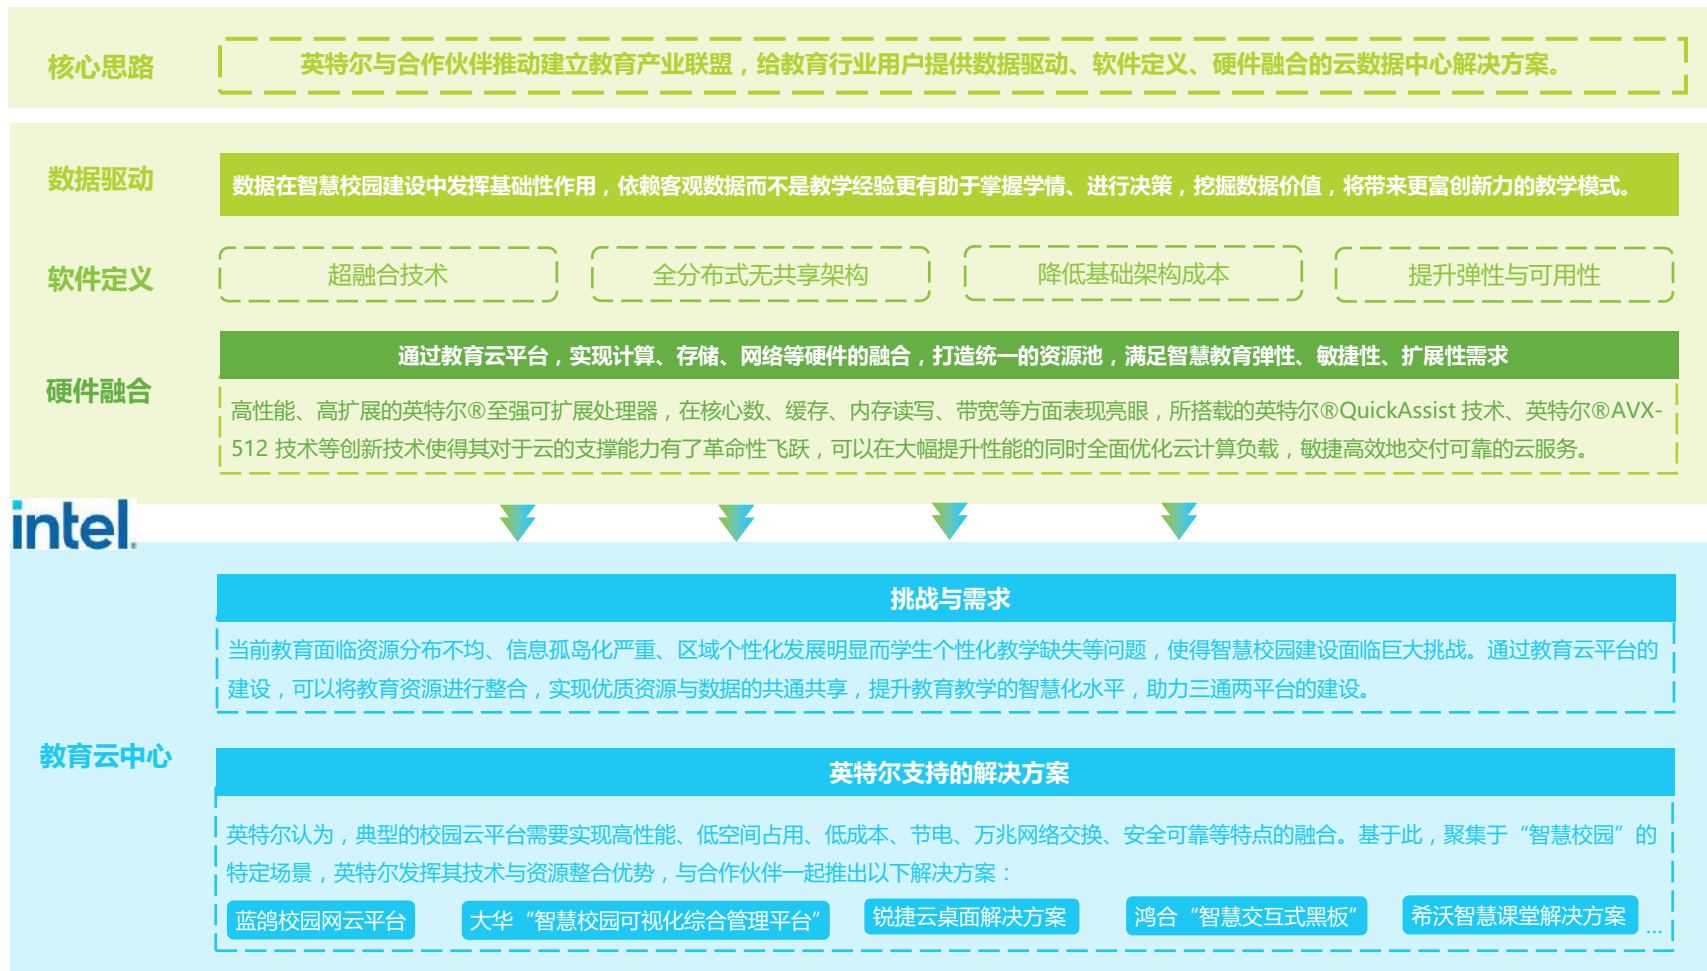 核心思路
英特尔与合作伙伴推动建立教育产业联盟，给教育行业用户提供数据驱动、软件定义、硬件融合的云数据中心解决方案。
数据驱动
数据在智慧校园建设中发挥基础性作用，依赖客观数据而不是教学经验更有助于掌握学情、进行决策，挖掘数据价值，将带来更富创新力的教学模式。
软件定义
超融合技术
全分布式无共享架构
降低基础架构成本
提升弹性与可用性
硬件融合
通过教育云平台，实现计算、存储、网络等硬件的融合，打造统一的资源池，满足智慧教育弹性、敏捷性、扩展性需求
高性能、高扩展的英特尔®至强可扩展处理器，在核心数、缓存、内存读写、带宽等方面表现亮眼，所搭载的英特尔®QuickAssist 技术、英特尔®AVX-
512 技术等创新技术使得其对于云的支撑能力有了革命性飞跃，可以在大幅提升性能的同时全面优化云计算负载，敏捷高效地交付可靠的云服务。
intel.
教育云中心
挑战与需求
当前教育面临资源分布不均、信息孤岛化严重、区域个性化发展明显而学生个性化教学缺失等问题，使得智慧校园建设面临巨大挑战。通过教育云平台的
建设，可以将教育资源进行整合，实现优质资源与数据的共通共享，提升教育教学的智慧化水平，助力三通两平台的建设。
英特尔支持的解决方案
英特尔认为，典型的校园云平台需要实现高性能、低空间占用、低成本、节电、万兆网络交换、安全可靠等特点的融合。基于此，聚集于“智慧校园”的
特定场景，英特尔发挥其技术与资源整合优势，与合作伙伴一起推出以下解决方案：
蓝鸽校园网云平台
大华“智慧校园可视化综合管理平台”
锐捷云桌面解决方案
鸿合“智慧交互式黑板”
希沃智慧课堂解决方案
...